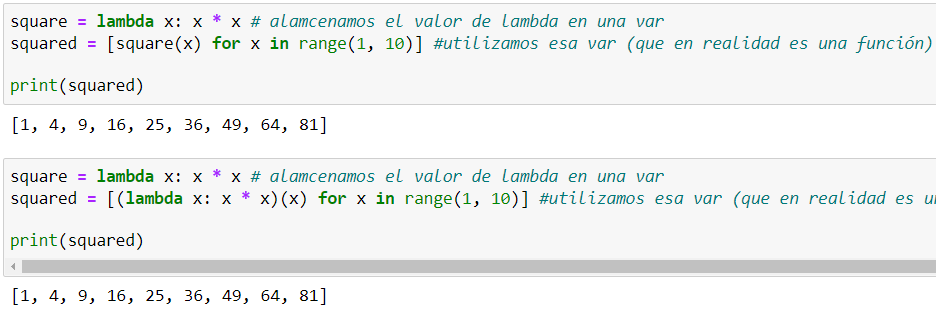 square = lambda x: x * x # alamcenamos el valor de lambda en una var
squared = [square(x) for x in range(1, 10)] #utilizamos esa var (que en realidad es una función)
print(squared)
[1, 4, 9, 16, 25, 36, 49, 64, 81]
square = lambda x: x * x # alamcenamos el valor de lambda en una var
squared = [(lambda x: x * x)(x) for x in range(1, 10)] #utilizamos esa var (que en realidad es
print(squared)
[1, 4, 9, 16, 25, 36, 49, 64, 81]